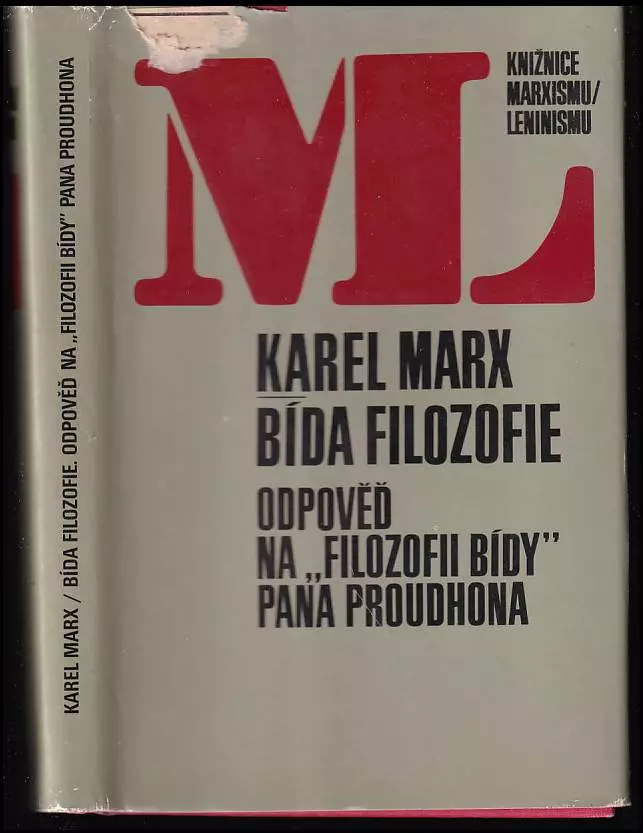 KAREL MARX / BÍDA FILOZOFIE. ODPOVĚĎ NA „FILOZOFII BÍDY” PANA PROUDHONA
ML
KNIŽNICE
MARXISMU/
LENINISMU
KAREL MARX
BÍDA FILOZOFIE
ODPOVĚĎ
NA „FILOZOFII BÍDY”
PANA PROUDHONA